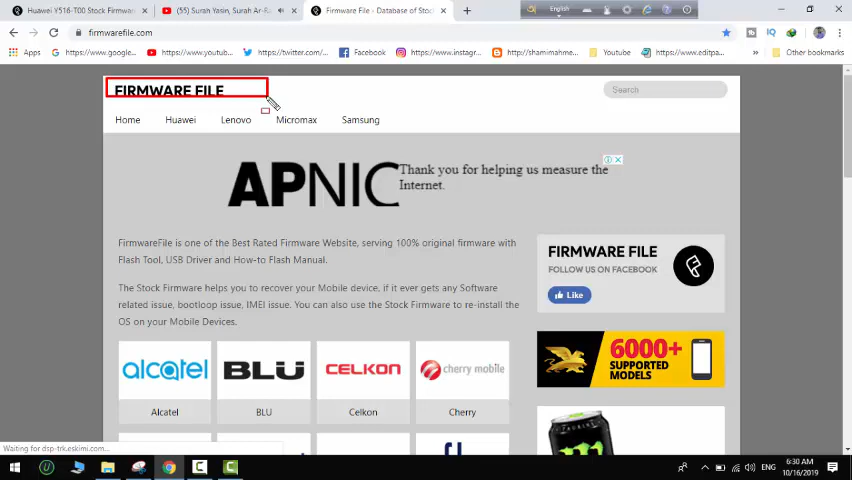 Huawei Y516-T00 Stock Firmware
(55) Surah Yasin, Surah Ar-Ra
Firmware File - Database of Stoc
English
firmwarefile.com
Apps
https://www.google...
https://www.youtub...
https://twitter.com/
Facebook
https://www.instagr...
http://shamimahme...
Youtube
https://www.editpa...
Other bookmarks
FIRMWARE FILE
Search
Home
Huawei
Lenovo
Micromax
Samsung
APNIC
Thank you for helping us measure the
Internet.
FirmwareFile is one of the Best Rated Firmware Website, serving 100% original firmware with
Flash Tool, USB Driver and How-to Flash Manual.
The Stock Firmware helps you to recover your Mobile device, if it ever gets any Software
related issue, bootloop issue, IMEI issue. You can also use the Stock Firmware to re-install the
OS on your Mobile Devices.
FIRMWARE FILE
FOLLOW US ON FACEBOOK
Like
6000+
SUPPORTED
MODELS
alcatel
BLU
CELKON
cherry mobile
Alcatel
BLU
Celkon
Cherry
Waiting for dsp-trk.eskimi.com...
ENG
6:30 AM
10/16/2019